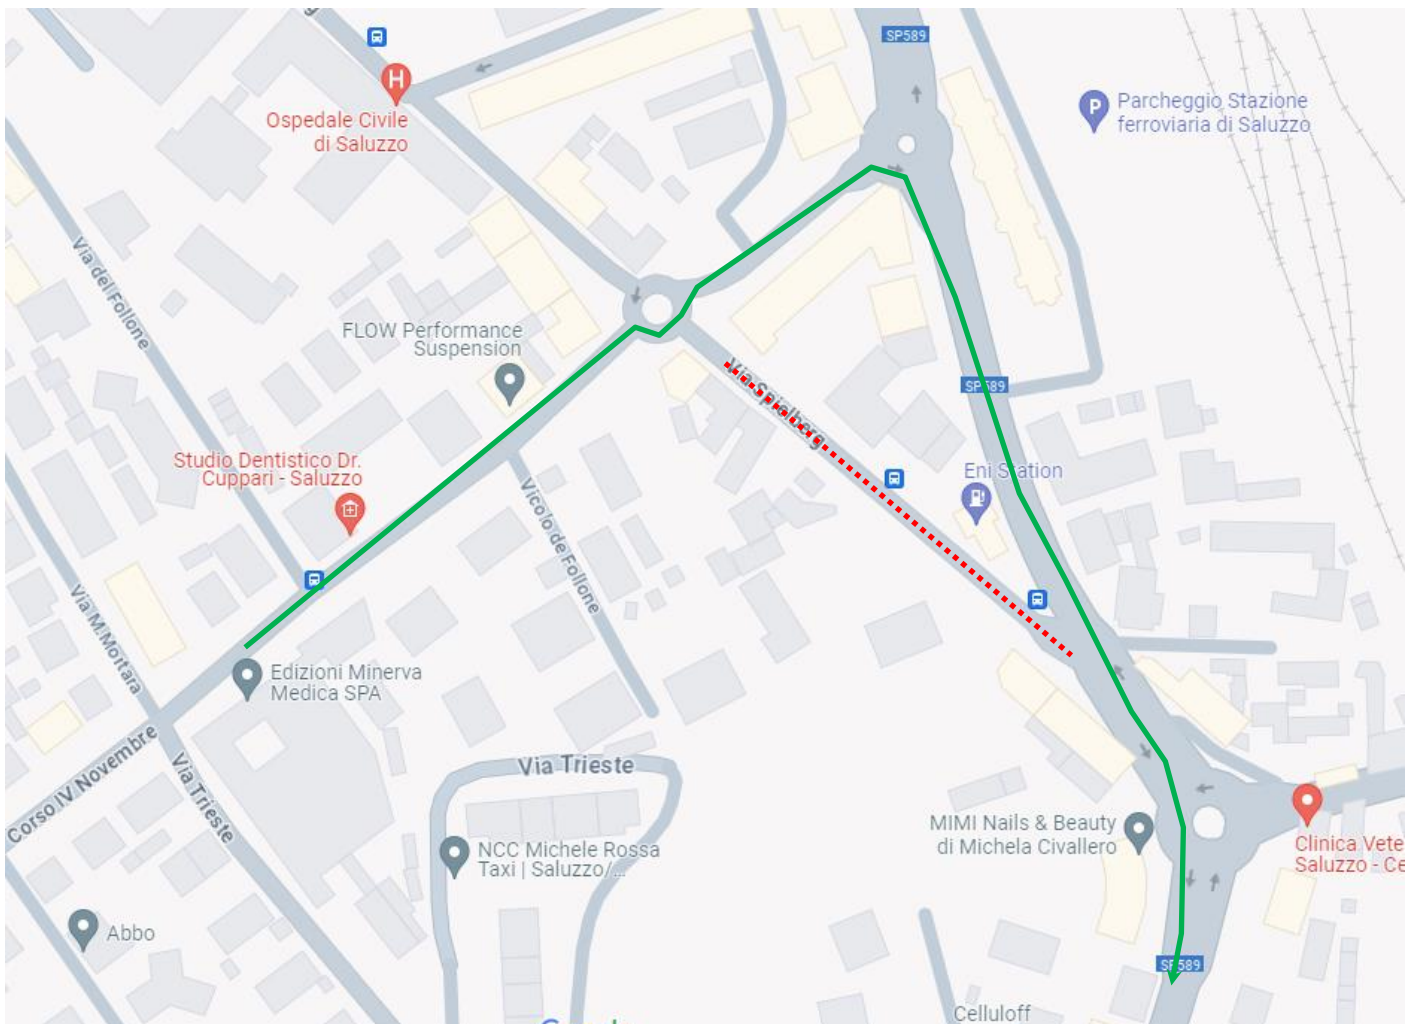 SP589
H
Ospedale Civile
di Saluzzo
P
Parcheggio Stazione
ferroviaria di Saluzzo
Via del Follone
FLOW Performance
Suspension
Via Spielberg
SP589
Studio Dentistico Dr.
Cuppari - Saluzzo
Eni Station
Vicolo de Follone
Via M.Mortara
Edizioni Minerva
Medica SPA
Corso IV Novembre
Via Trieste
Via Trieste
MIMI Nails & Beauty
di Michela Civallero
NCC Michele Rossa
Taxi | Saluzzo/...
Clinica Vete
Saluzzo - Ce
Abbo
SP589
Celluloff